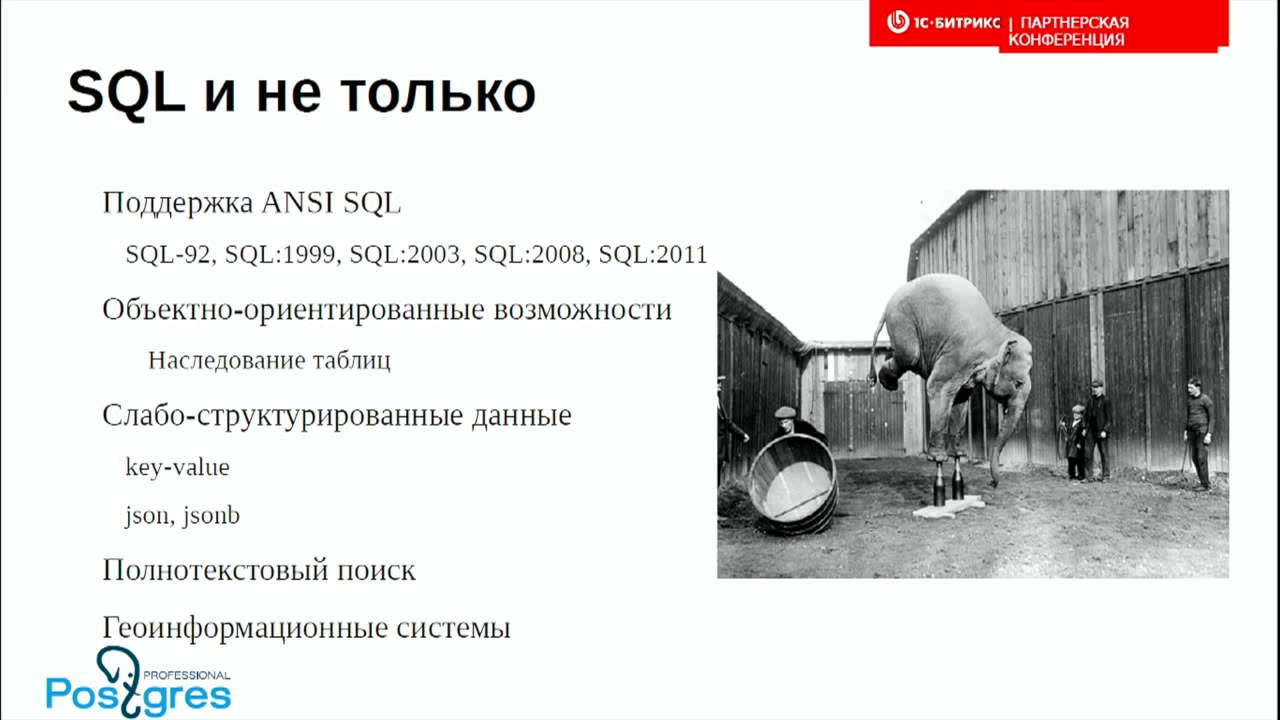 1С·БИТРИКС | ПАРТНЕРСКАЯ
КОНФЕРЕНЦИЯ
SQL и не только
Поддержка ANSI SQL
SQL-92, SQL:1999, SQL:2003, SQL:2008, SQL:2011
Объектно-ориентированные возможности
Наследование таблиц
Слабо-структурированные данные
key-value
json, jsonb
Полнотекстовый поиск
Геоинформационные системы
PROFESSIONAL
Postgres